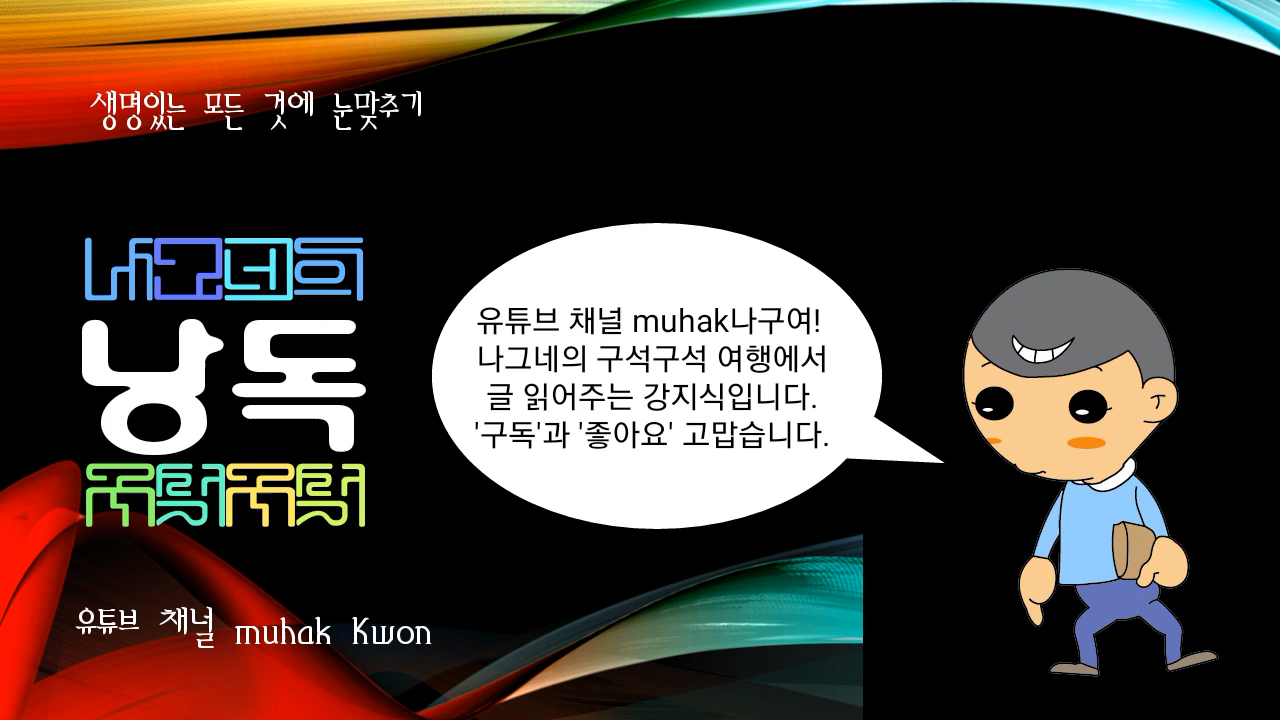 생명있는 모든 것에 눈맞추기
나그네의
낭독
구석구석
유튜브 채널 muhak나구여!
나그네의 구석구석 여행에서
글 읽어주는 강지식입니다.
'구독'과 '좋아요' 고맙습니다.
유튜브 채널 muhak Kwon